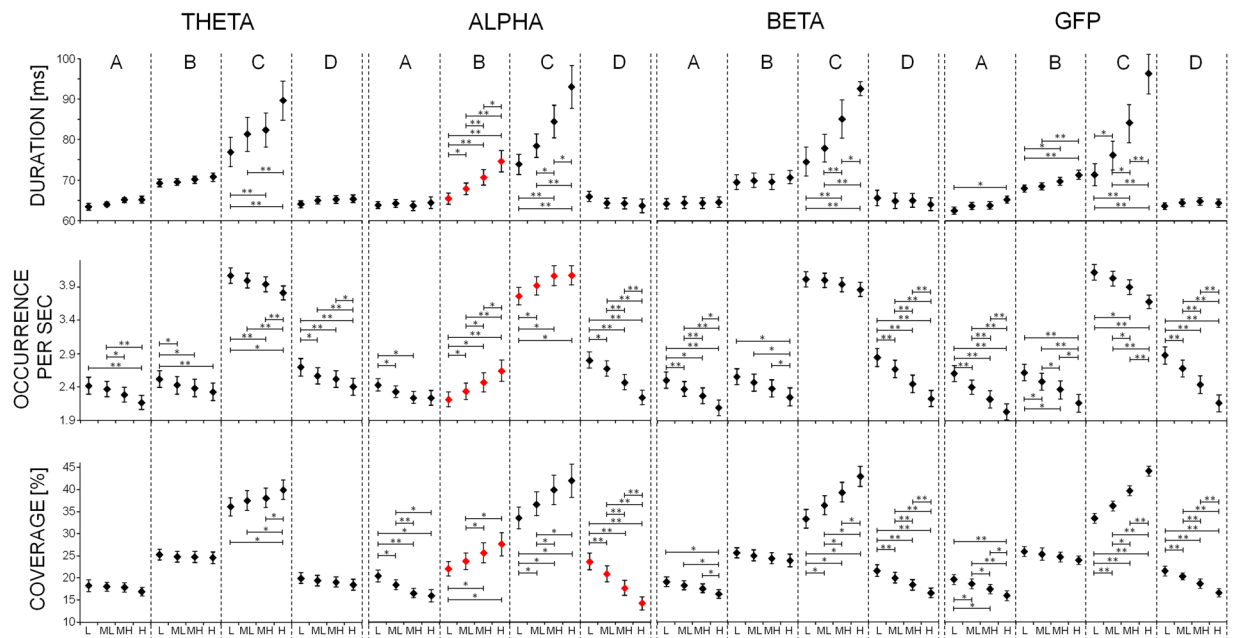 THETA ALPHA BETA GFP
A B C D A B C D A B C D A B C D
DURATION [ms]
100
90
80
70
60
OCCURRENCE
PER SEC
3.9
3.4
2.9
2.4
1.9
COVERAGE [%]
45
40
35
30
25
20
15
10
L ML MH H L ML MH H L ML MH H L ML MH H L ML MH H L ML MH H L ML MH H L ML MH H L ML MH H L ML MH H L ML MH H L ML MH H L ML MH H L ML MH H L ML MH H L ML MH H